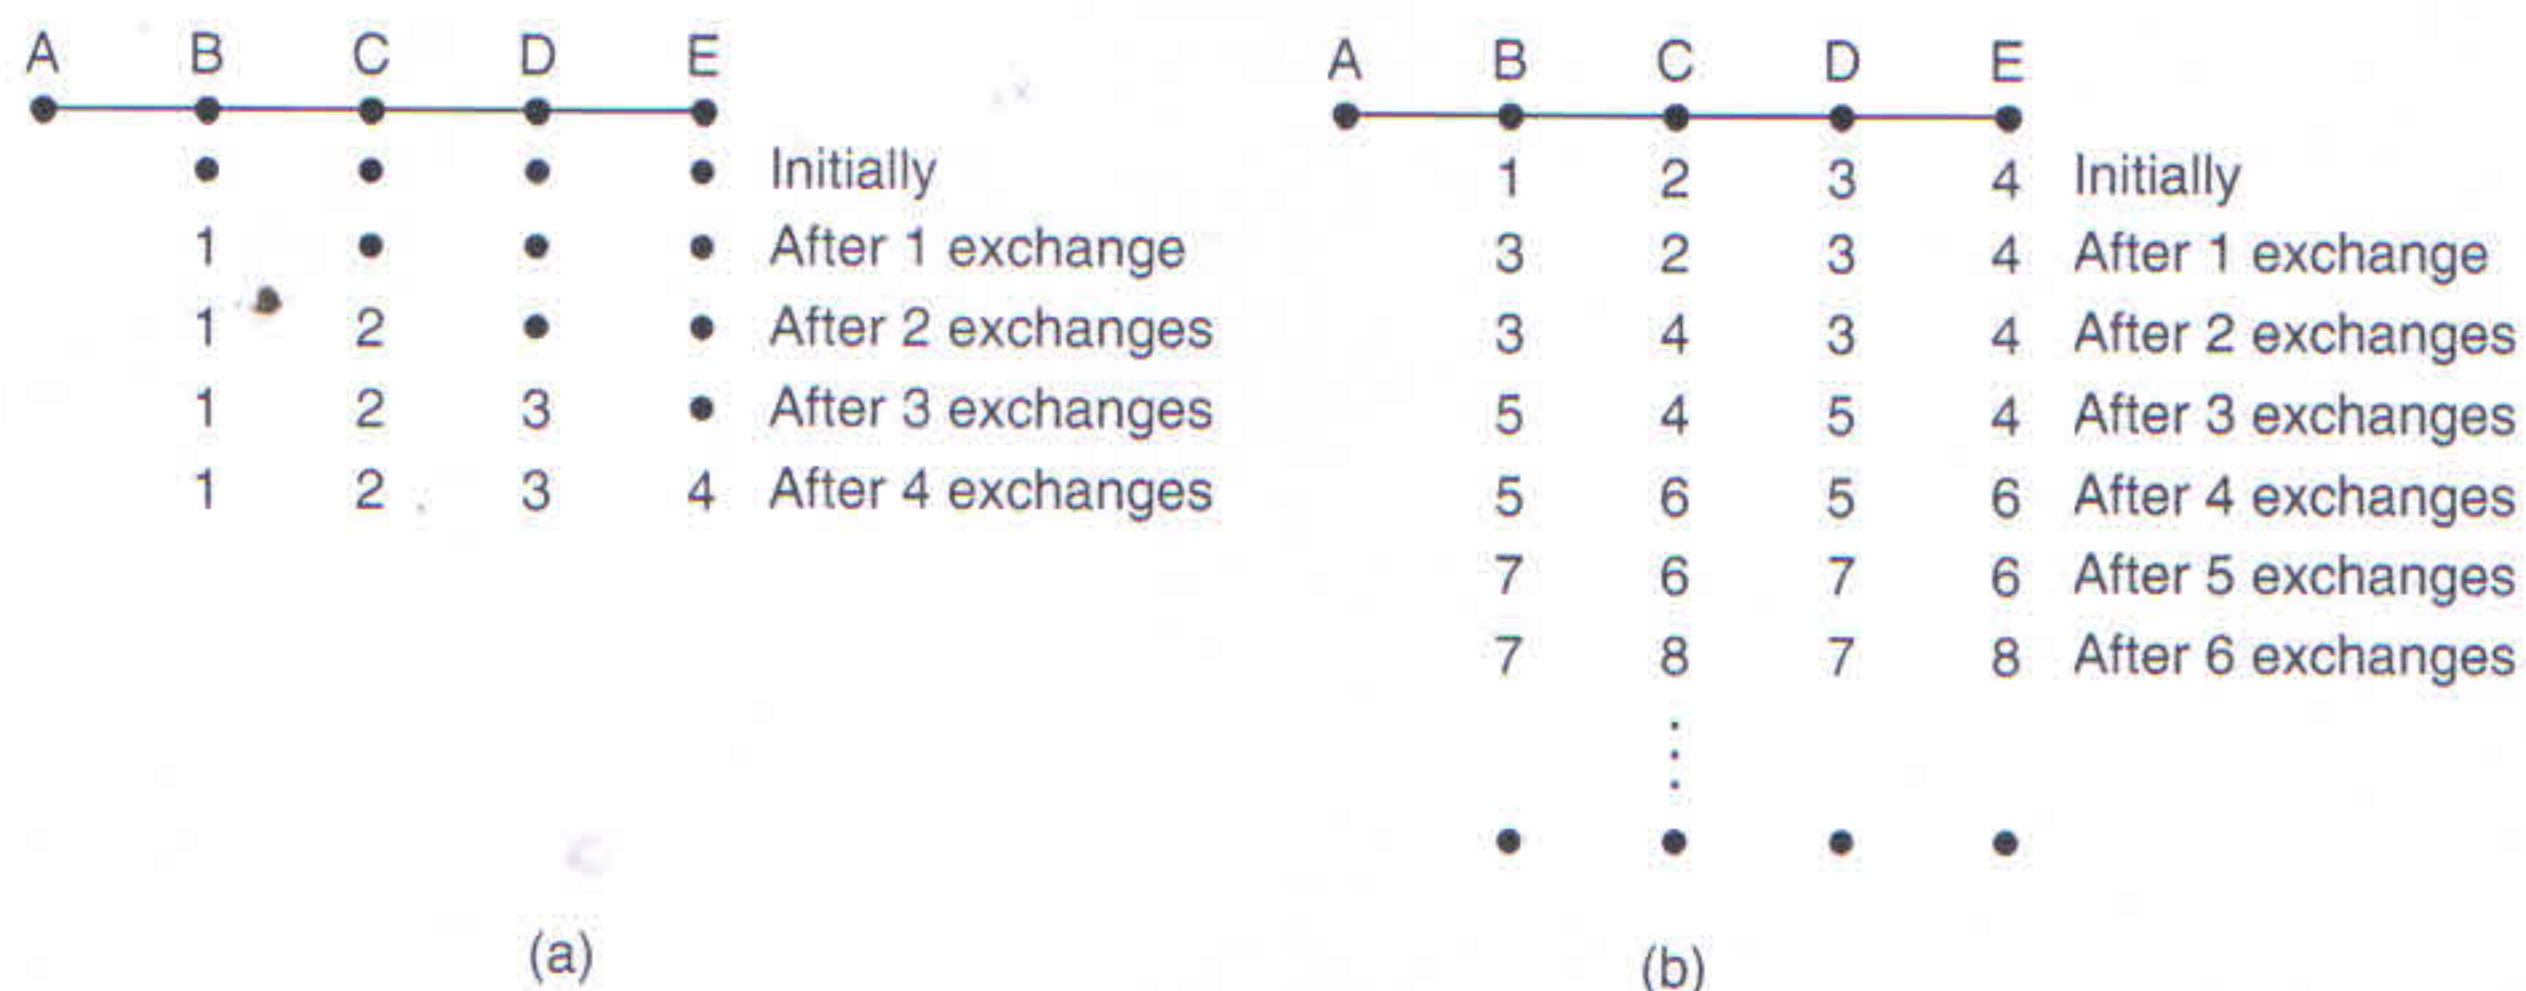 A B C D E
Initially
1 After 1 exchange
1 2 After 2 exchanges
1 2 3 After 3 exchanges
1 2 3 4 After 4 exchanges
(a)
A B C D E
1 2 3 4 Initially
3 2 3 4 After 1 exchange
3 4 3 4 After 2 exchanges
5 4 5 4 After 3 exchanges
5 6 5 6 After 4 exchanges
7 6 7 6 After 5 exchanges
7 8 7 8 After 6 exchanges
(b)